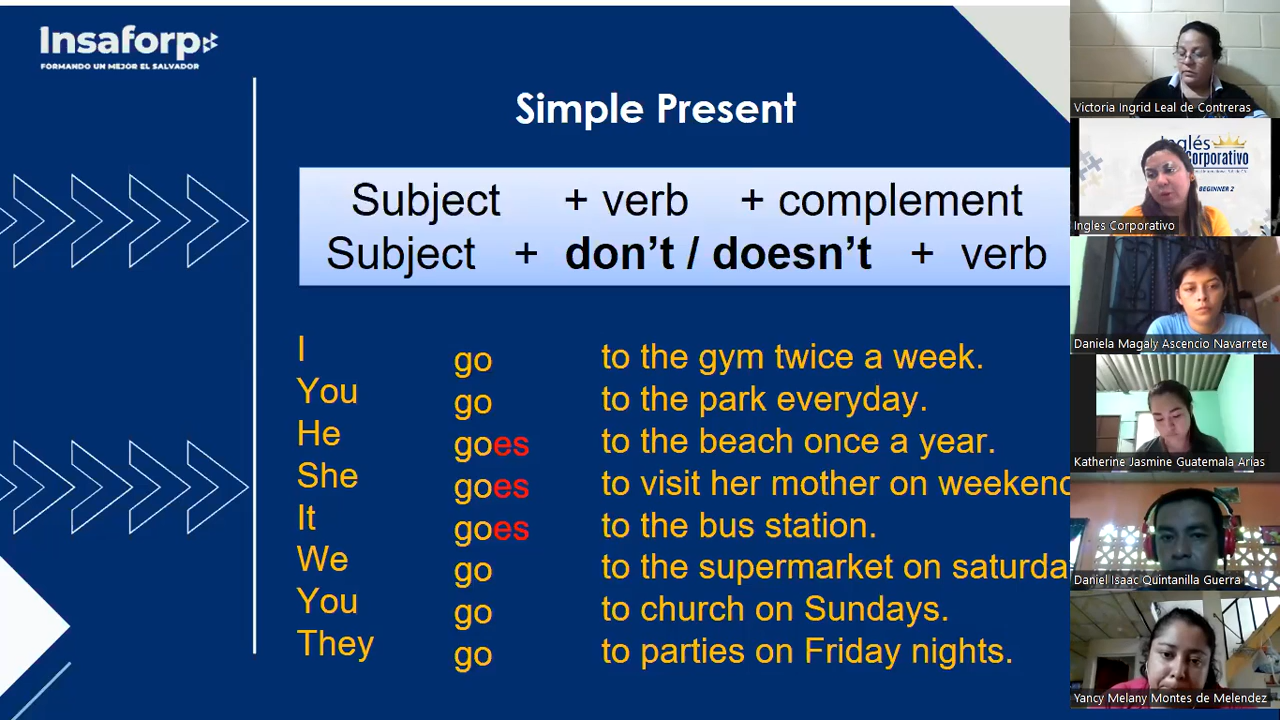 Insaforp
FORMANDO UN MEJOR EL SALVADOR
Simple Present
Subject + verb + complement
Subject + don't / doesn't + verb
I go to the gym twice a week.
You go to the park everyday.
He goes to the beach once a year.
She goes to visit her mother on weekend
It goes to the bus station.
We go to the supermarket on saturda
You go to church on Sundays.
They go to parties on Friday nights.
Victoria Ingrid Leal de Contreras
Inglés
Corporativo
BEGINNER 2
Ingles Corporativo
Daniela Magaly Ascencio Navarrete
Katherine Jasmine Guatemala Arias
Daniel Isaac Quintanilla Guerra
Yancy Melany Montes de Melendez